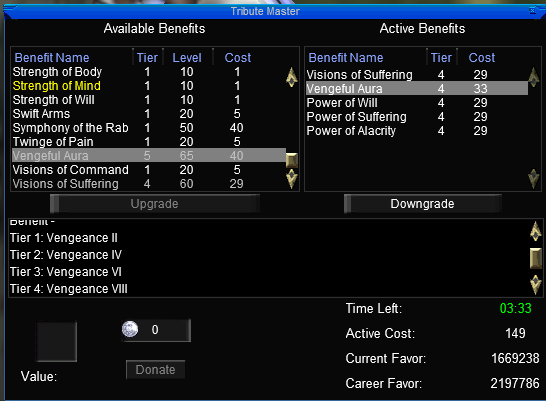 Tribute Master
Available Benefits
Benefit Name Tier Level Cost
Strength of Body 1 10 1
Strength of Mind 1 10 1
Strength of Will 1 10 1
Swift Arms 1 20 5
Symphony of the Rab 1 50 40
Twinge of Pain 1 20 5
Vengeful Aura 5 65 40
Visions of Command 1 20 5
Visions of Suffering 4 60 29
Upgrade
Active Benefits
Benefit Name Tier Cost
Visions of Suffering 4 29
Vengeful Aura 4 33
Power of Will 4 29
Power of Suffering 4 29
Power of Alacrity 4 29
Downgrade
Benefit -
Tier 1: Vengeance II
Tier 2: Vengeance IV
Tier 3: Vengeance VI
Tier 4: Vengeance VIII
0
Value:
Donate
Time Left: 03:33
Active Cost: 149
Current Favor: 1669238
Career Favor: 2197786